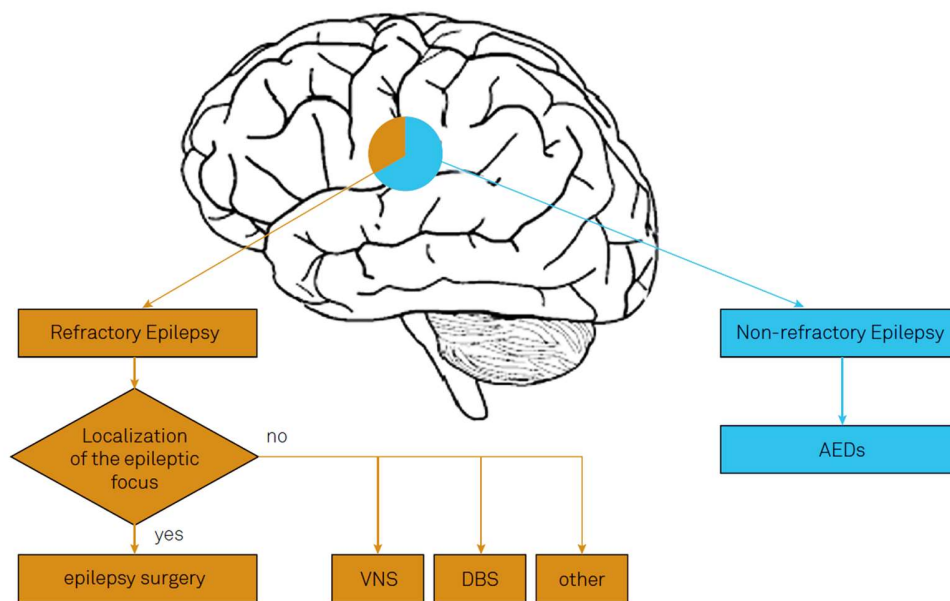 Refractory Epilepsy
Non-refractory Epilepsy
Localization
of the epileptic
focus
no
AEDs
yes
epilepsy surgery
VNS
DBS
other